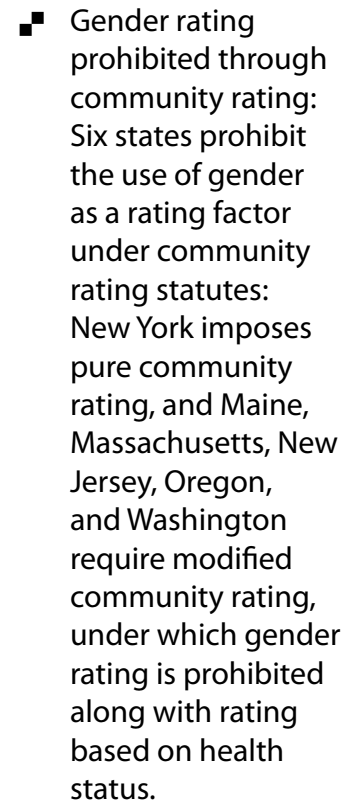 Gender rating
prohibited through
community rating:
Six states prohibit
the use of gender
as a rating factor
under community
rating statutes:
New York imposes
pure community
rating, and Maine,
Massachusetts, New
Jersey, Oregon,
and Washington
require modified
community rating,
under which gender
rating is prohibited
along with rating
based on health
status.